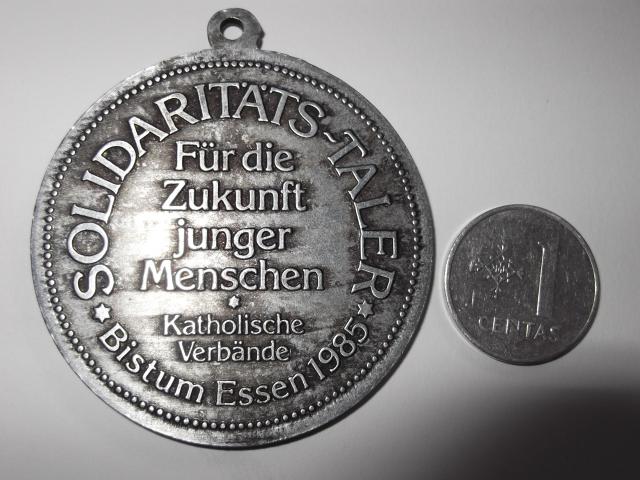 SOLIDARITÄTS-TALER
Für die
Zukunft
junger
Menschen
Katholische
Verbände
Bistum Essen 1985
1
CENTAS